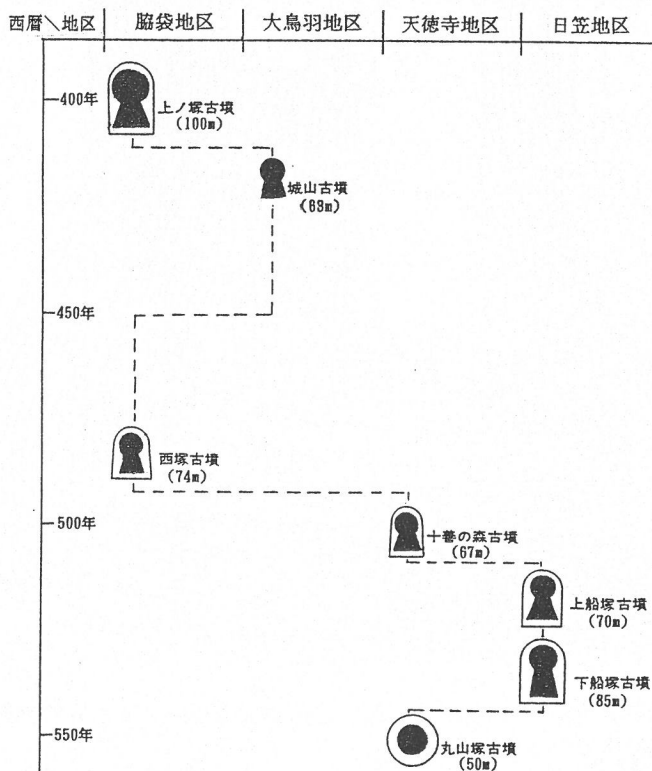 西暦＼地区 脇袋地区 大鳥羽地区 天徳寺地区 日笠地区
400年
上ノ塚古墳
(100m)
城山古墳
(63m)
450年
西塚古墳
(74m)
500年
十善の森古墳
(67m)
上船塚古墳
(70m)
下船塚古墳
(85m)
550年
丸山塚古墳
(50m)